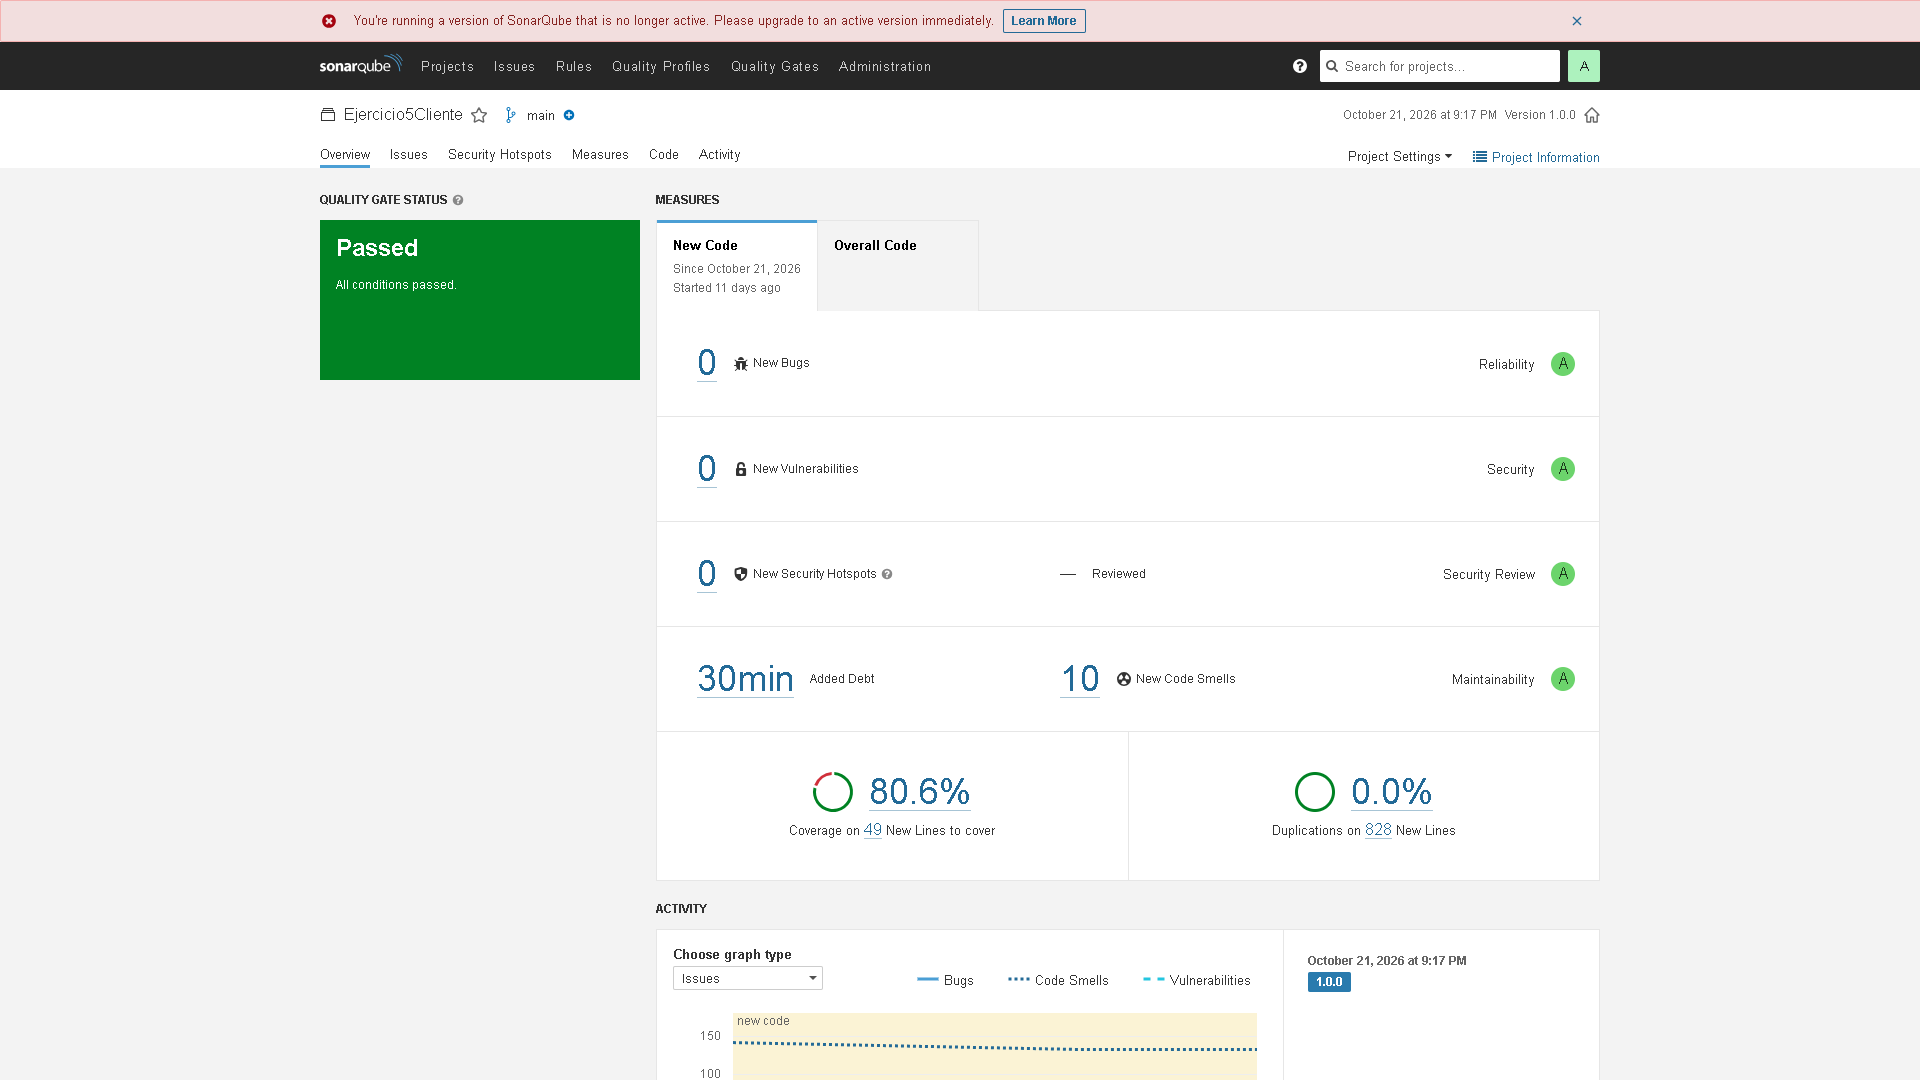 You're running a version of SonarQube that is no longer active. Please upgrade to an active version immediately. Learn More
sonarqube Projects Issues Rules Quality Profiles Quality Gates Administration Search for projects... A
Ejercicio5Cliente main October 21, 2026 at 9:17 PM Version 1.0.0
Overview Issues Security Hotspots Measures Code Activity Project Settings Project Information
QUALITY GATE STATUS
Passed
All conditions passed.
MEASURES
New Code
Since October 21, 2026
Started 11 days ago
Overall Code
0 New Bugs Reliability A
0 New Vulnerabilities Security A
0 New Security Hotspots — Reviewed Security Review A
30min Added Debt 10 New Code Smells Maintainability A
80.6%
Coverage on 49 New Lines to cover
0.0%
Duplications on 828 New Lines
ACTIVITY
Choose graph type
Issues
Bugs Code Smells Vulnerabilities
new code
150
100
October 21, 2026 at 9:17 PM
1.0.0